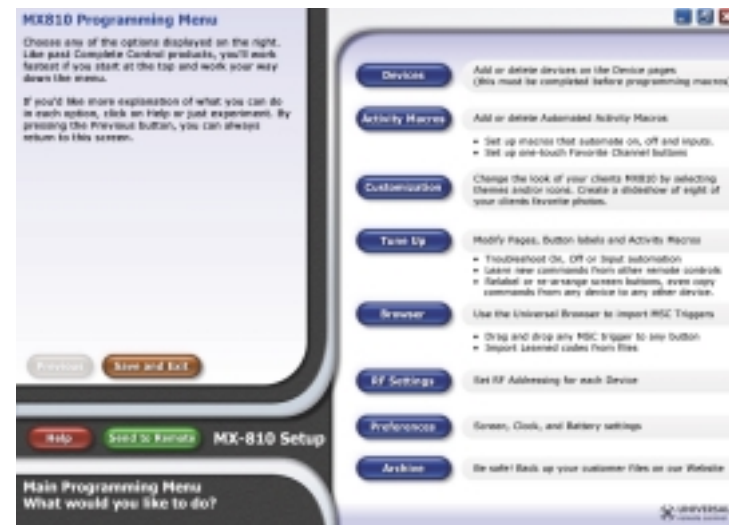 MX810 Programming Menu
Choose any of the options displayed on the right.
Like past Complete Control products, you'll work
fastest if you start at the top and work your way
down the menu.
If you'd like more explanation of what you can do
in each option, click on Help or just experiment. By
pressing the Previous button, you can always
return to this screen.
Previous
Save and Exit
Help
Send to Remote
MX-810 Setup
Main Programming Menu
What would you like to do?
Devices
Add or delete devices on the Device pages
(this must be completed before programming macros)
Activity Macros
Add or delete Automated Activity Macros
• Set up macros that automate on, off and inputs.
• Set up one-touch Favorite Channel buttons
Customization
Change the look of your clients MX810 by selecting
themes and/or icons. Create a slideshow of eight of
your clients favorite photos.
Tune Up
Modify Pages, Button labels and Activity Macros
• Troubleshoot On, Off or Input automation
• Learn new commands from other remote controls
• Relabel or re-arrange screen buttons, even copy
commands from any device to any other device.
Browser
Use the Universal Browser to import MSC Triggers
• Drag and drop any MSC trigger to any button
• Import Learned codes from files
RF Settings
Set RF Addressing for each Device
Preferences
Screen, Clock, and Battery settings
Archive
Be safe! Back up your customer files on our Website
UNIVERSAL